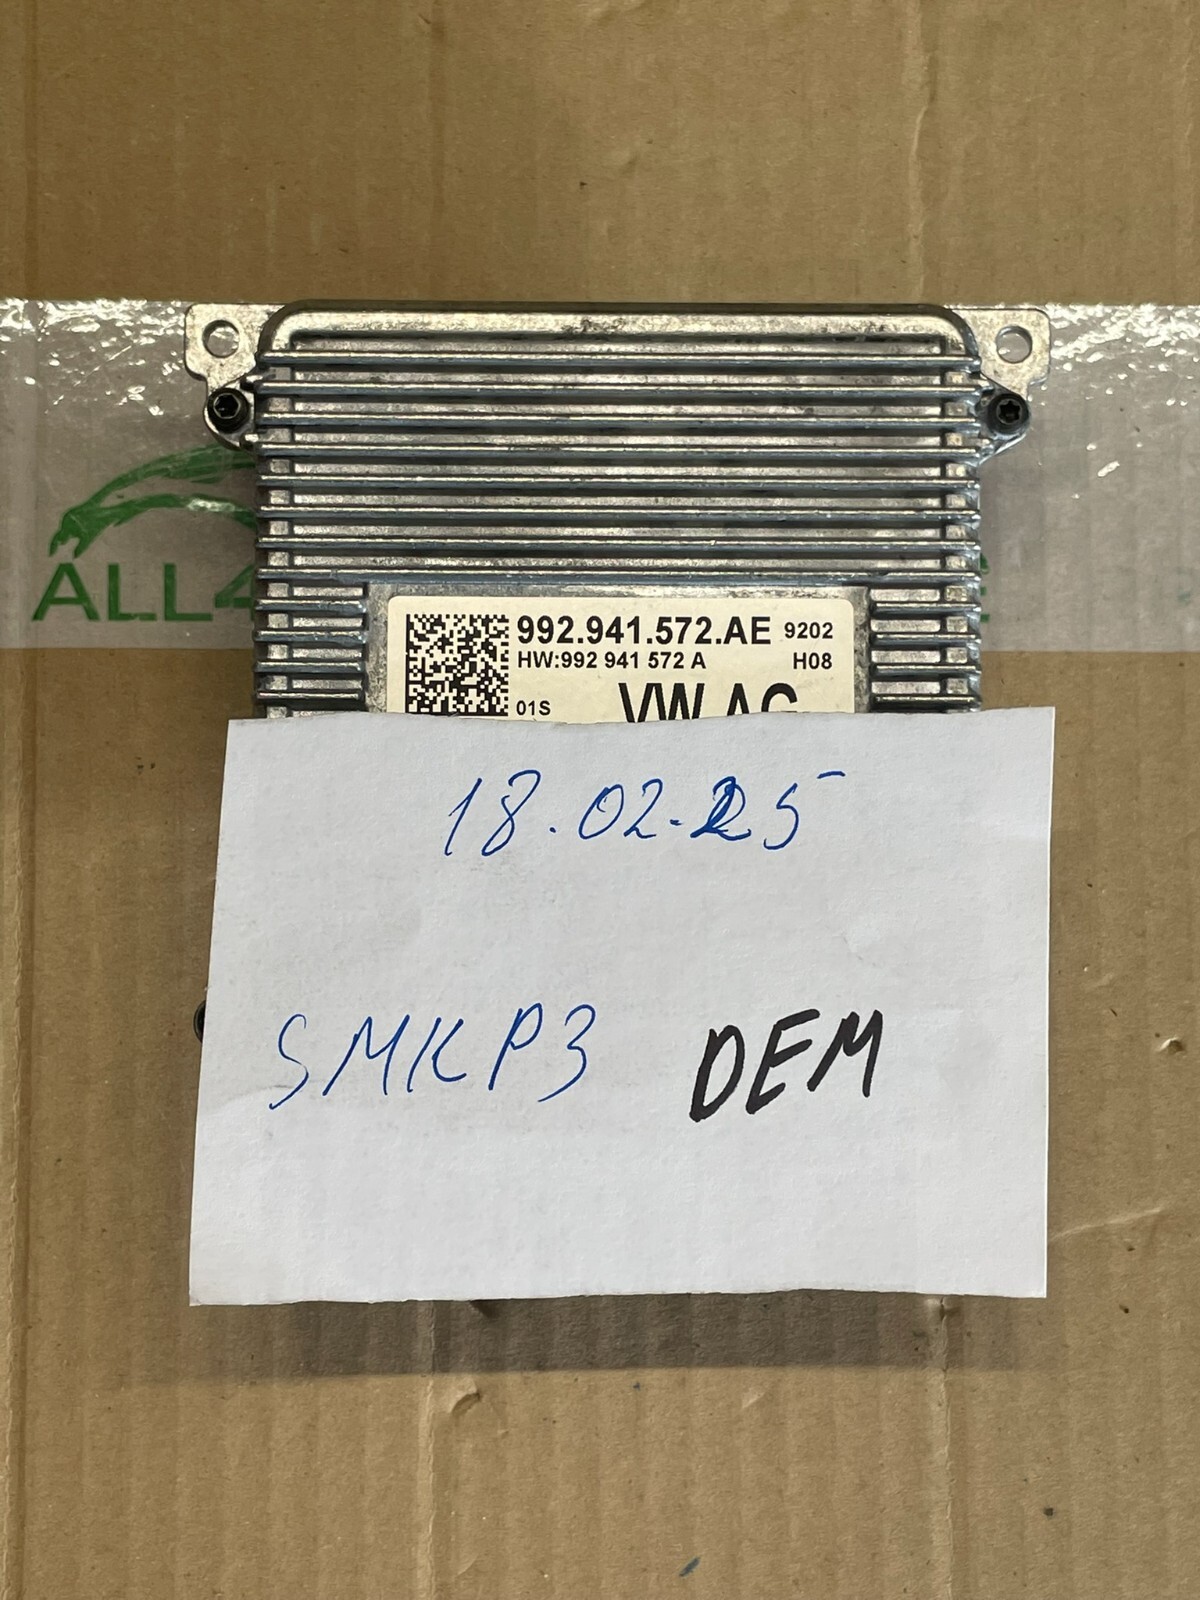 992.941.572.AE 9202
HW:992 941 572 A H08
01S VW AG
ALL4
18.02.25
SMKP3 DEM